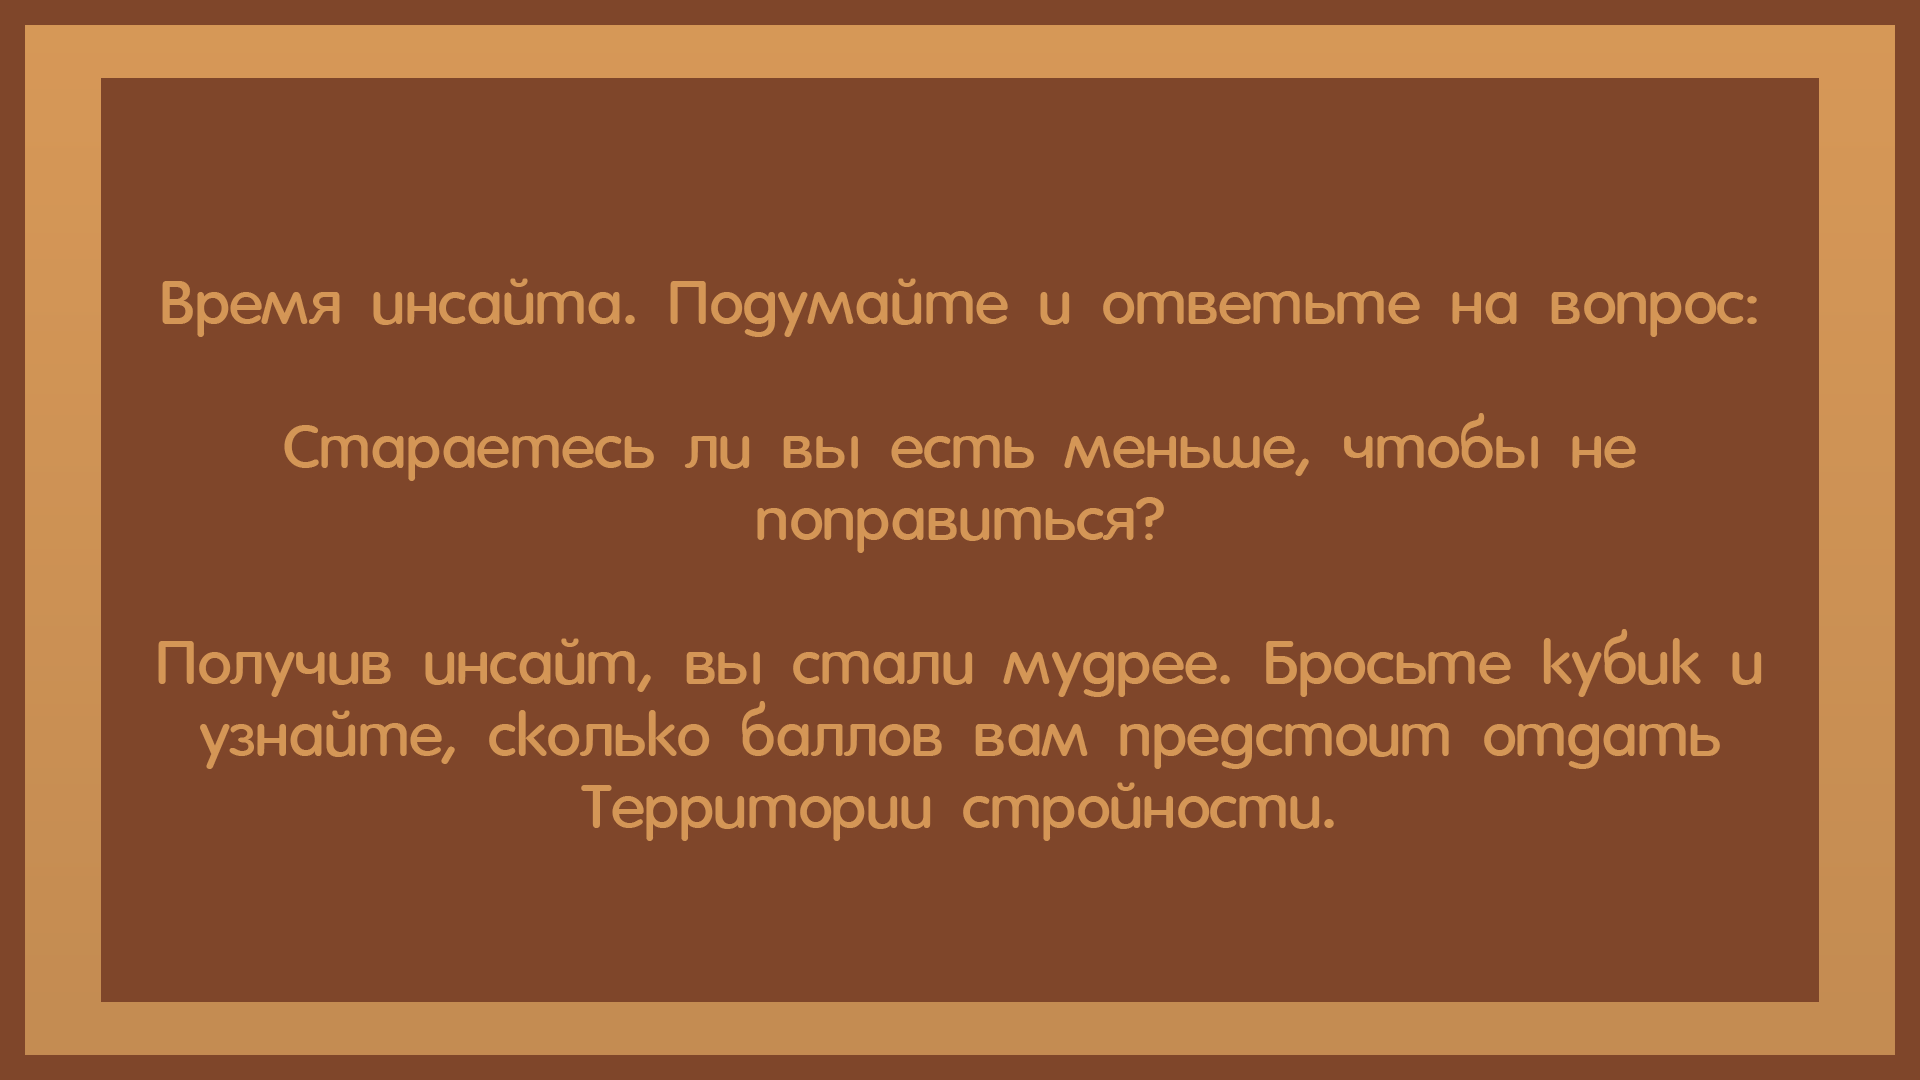 Время инсайта. Подумайте и ответьте на вопрос:
Стараетесь ли вы есть меньше, чтобы не
поправиться?
Получив инсайт, вы стали мудрее. Бросьте кубик и
узнайте, сколько баллов вам предстоит отдать
Территории стройности.